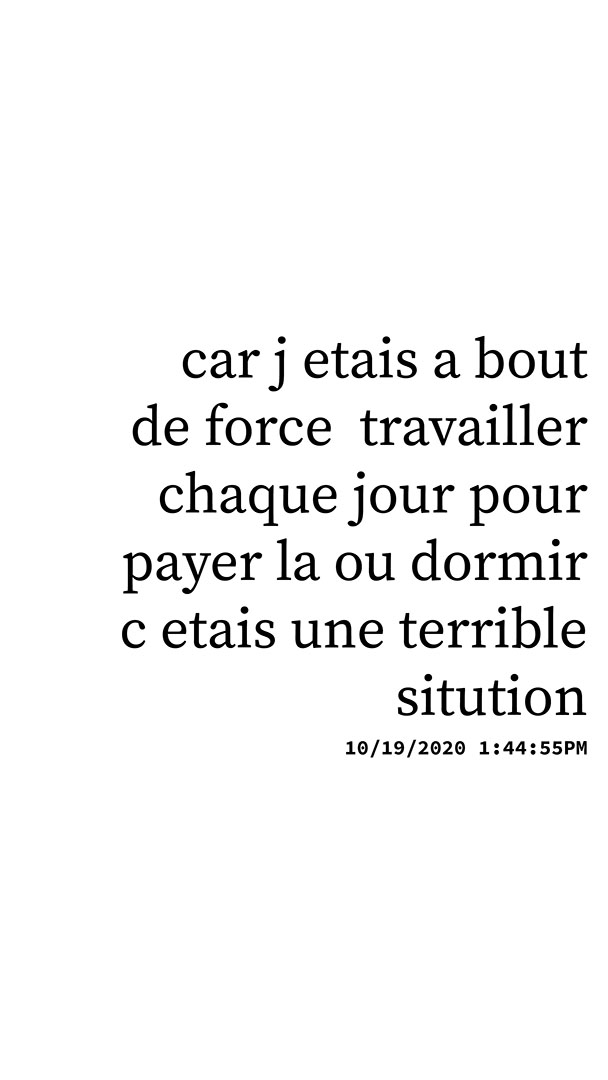 car j etais a bout
de force  travailler
chaque jour pour
payer la ou dormir
c etais une terrible
sitution
10/19/2020 1:44:55PM